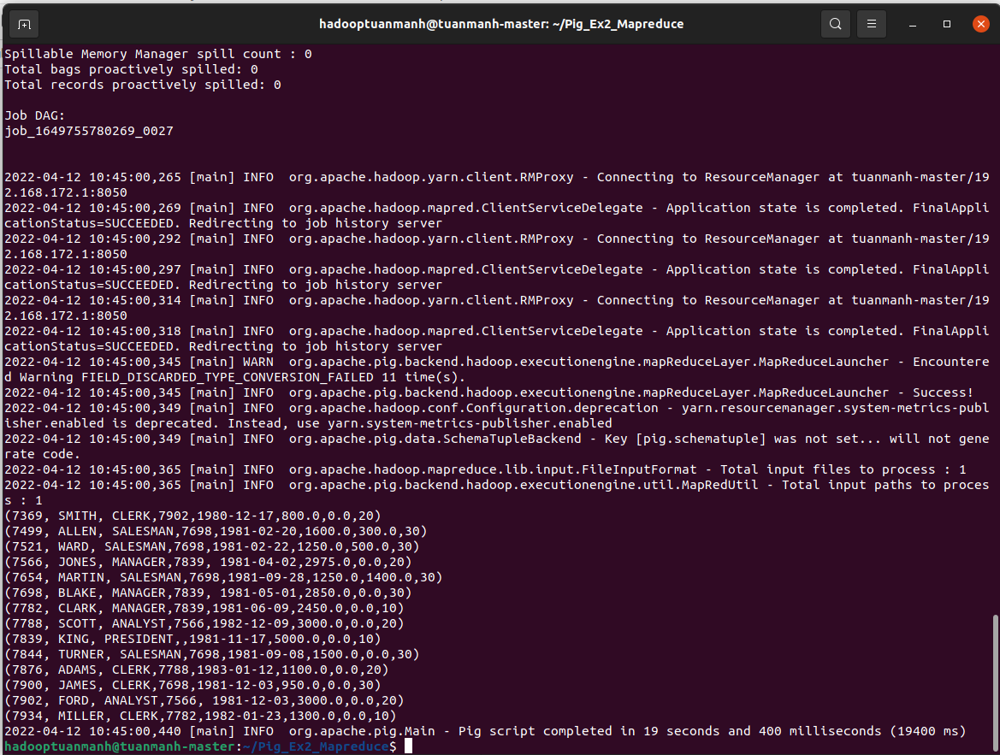 hadooptuanmanh@tuanmanh-master: ~/Pig_Ex2_Mapreduce
Spillable Memory Manager spill count : 0
Total bags proactively spilled: 0
Total records proactively spilled: 0
Job DAG:
job_1649755780269_0027
2022-04-12 10:45:00,265 [main] INFO  org.apache.hadoop.yarn.client.RMProxy - Connecting to ResourceManager at tuanmanh-master/19
2.168.172.1:8050
2022-04-12 10:45:00,269 [main] INFO  org.apache.hadoop.mapred.ClientServiceDelegate - Application state is completed. FinalAppli
cationStatus=SUCCEEDED. Redirecting to job history server
2022-04-12 10:45:00,292 [main] INFO  org.apache.hadoop.yarn.client.RMProxy - Connecting to ResourceManager at tuanmanh-master/19
2.168.172.1:8050
2022-04-12 10:45:00,297 [main] INFO  org.apache.hadoop.mapred.ClientServiceDelegate - Application state is completed. FinalAppli
cationStatus=SUCCEEDED. Redirecting to job history server
2022-04-12 10:45:00,314 [main] INFO  org.apache.hadoop.yarn.client.RMProxy - Connecting to ResourceManager at tuanmanh-master/19
2.168.172.1:8050
2022-04-12 10:45:00,318 [main] INFO  org.apache.hadoop.mapred.ClientServiceDelegate - Application state is completed. FinalAppli
cationStatus=SUCCEEDED. Redirecting to job history server
2022-04-12 10:45:00,345 [main] WARN  org.apache.pig.backend.hadoop.executionengine.mapReduceLayer.MapReduceLauncher - Encountere
d Warning FIELD_DISCARDED_TYPE_CONVERSION_FAILED 11 time(s).
2022-04-12 10:45:00,345 [main] INFO  org.apache.pig.backend.hadoop.executionengine.mapReduceLayer.MapReduceLauncher - Success!
2022-04-12 10:45:00,349 [main] INFO  org.apache.hadoop.conf.Configuration.deprecation - yarn.resourcemanager.system-metrics-publ
isher.enabled is deprecated. Instead, use yarn.system-metrics-publisher.enabled
2022-04-12 10:45:00,349 [main] INFO  org.apache.pig.data.SchemaTupleBackend - Key [pig.schematuple] was not set... will not gene
rate code.
2022-04-12 10:45:00,365 [main] INFO  org.apache.hadoop.mapreduce.lib.input.FileInputFormat - Total input files to process : 1
2022-04-12 10:45:00,365 [main] INFO  org.apache.pig.backend.hadoop.executionengine.util.MapRedUtil - Total input paths to proces
s : 1
(7369, SMITH, CLERK,7902,1980-12-17,800.0,0.0,20)
(7499, ALLEN, SALESMAN,7698,1981-02-20,1600.0,300.0,30)
(7521, WARD, SALESMAN,7698,1981-02-22,1250.0,500.0,30)
(7566, JONES, MANAGER,7839, 1981-04-02,2975.0,0.0,20)
(7654, MARTIN, SALESMAN,7698,1981–09-28,1250.0,1400.0,30)
(7698, BLAKE, MANAGER,7839, 1981-05-01,2850.0,0.0,30)
(7782, CLARK, MANAGER,7839,1981-06-09,2450.0,0.0,10)
(7788, SCOTT, ANALYST,7566,1982-12-09,3000.0,0.0,20)
(7839, KING, PRESIDENT,,1981-11-17,5000.0,0.0,10)
(7844, TURNER, SALESMAN,7698,1981-09-08,1500.0,0.0,30)
(7876, ADAMS, CLERK,7788,1983-01-12,1100.0,0.0,20)
(7900, JAMES, CLERK,7698,1981-12-03,950.0,0.0,30)
(7902, FORD, ANALYST,7566, 1981-12-03,3000.0,0.0,20)
(7934, MILLER, CLERK,7782,1982-01-23,1300.0,0.0,10)
2022-04-12 10:45:00,440 [main] INFO  org.apache.pig.Main - Pig script completed in 19 seconds and 400 milliseconds (19400 ms)
hadooptuanmanh@tuanmanh-master:~/Pig_Ex2_Mapreduce$